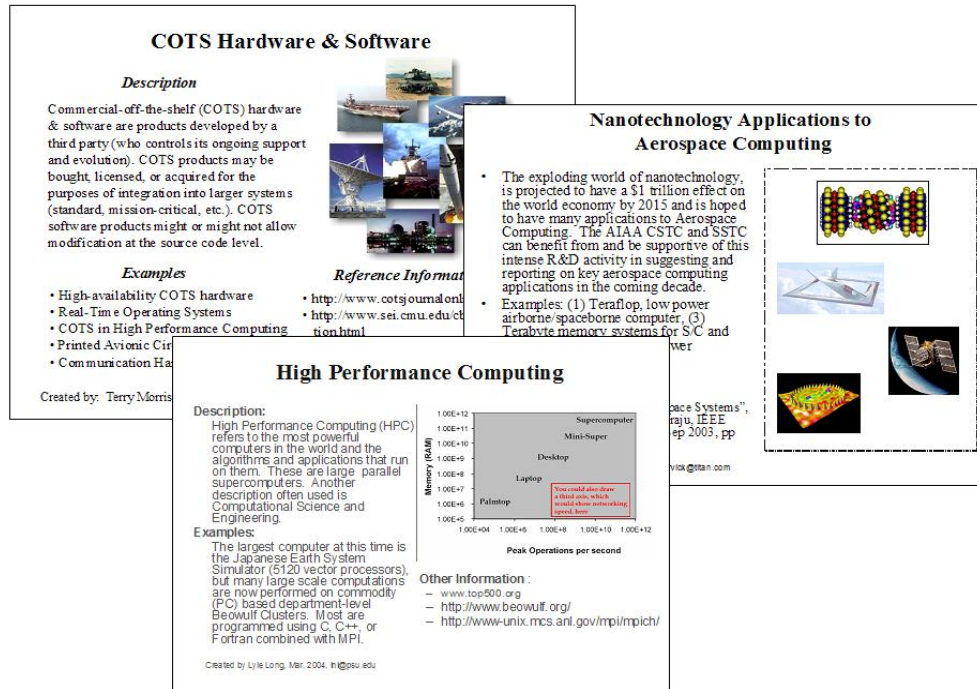 COTS Hardware & Software
Description
Commercial-off-the-shelf (COTS) hardware
& software are products developed by a
third party (who controls its ongoing support
and evolution). COTS products may be
bought, licensed, or acquired for the
purposes of integration into larger systems
(standard, mission-critical, etc.). COTS
software products might or might not allow
modification at the source code level.
Examples
• High-availability COTS hardware
• Real-Time Operating Systems
• COTS in High Performance Computing
• Printed Avionic Cir
• Communication Ha
Reference Informat
• http://www.cotsjournalonl
• http://www.sei.cmu.edu/cb
tion.html
Created by: Terry Morris
Nanotechnology Applications to
Aerospace Computing
• The exploding world of nanotechnology,
is projected to have a $1 trillion effect on
the world economy by 2015 and is hoped
to have many applications to Aerospace
Computing. The AIAA CSTC and SSTC
can benefit from and be supportive of this
intense R&D activity in suggesting and
reporting on key aerospace computing
applications in the coming decade.
• Examples: (1) Teraflop, low power
airborne/spaceborne computer, (3)
Terabyte memory systems for S/C and
wer
pace Systems",
raju, IEEE
ep 2003, pp
vick@titan.com
High Performance Computing
Description:
High Performance Computing (HPC)
refers to the most powerful
computers in the world and the
algorithms and applications that run
on them. These are large parallel
supercomputers. Another
description often used is
Computational Science and
Engineering.
Examples:
The largest computer at this time is
the Japanese Earth System
Simulator (5120 vector processors),
but many large scale computations
are now performed on commodity
(PC) based department-level
Beowulf Clusters. Most are
programmed using C, C++, or
Fortran combined with MPI.
Created by Lyle Long, Mar. 2004, lnl@psu.edu
Memory (RAM)
1.00E+12
1.00E+11
1.00E+10
1.00E+9
1.00E+8
1.00E+7
1.00E+6
1.00E+5
Supercomputer
Mini-Super
Desktop
Laptop
Palmtop
You could also draw
a third axis, which
would show networking
speed, here
1.00E+04 1.00E+6 1.00E+8 1.00E+10 1.00E+12
Peak Operations per second
Other Information :
– www.top500.org
– http://www.beowulf.org/
– http://www-unix.mcs.anl.gov/mpi/mpich/